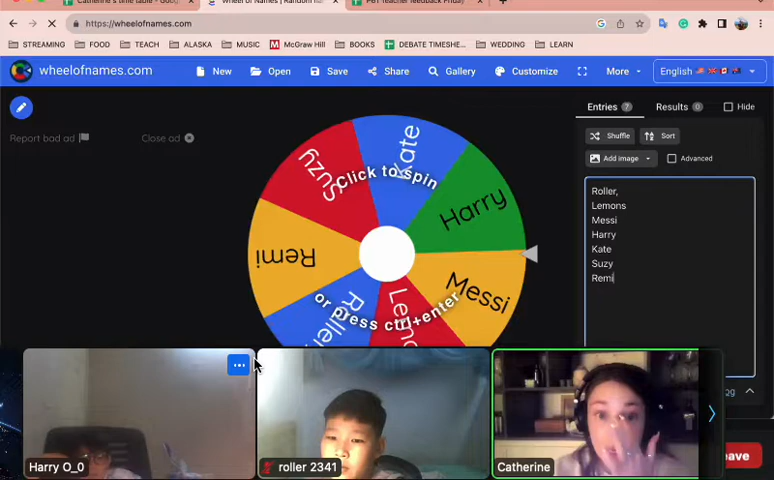 https://wheelofnames.com
STREAMING FOOD TEACH ALASKA MUSIC McGraw Hill BOOKS DEBATE TIMESHE... WEDDING LEARN
wheelofnames.com New Open Save Share Gallery Customize More English
Entries 7 Results 0 Hide
Report bad ad Close ad
Shuffle Sort
Add image Advanced
Roller,
Lemons
Messi
Harry
Kate
Suzy
Remi
Kate
Suzy
Click to spin
Harry
Remi
Messi
or press ctrl+enter
Harry O_0
roller 2341
Catherine